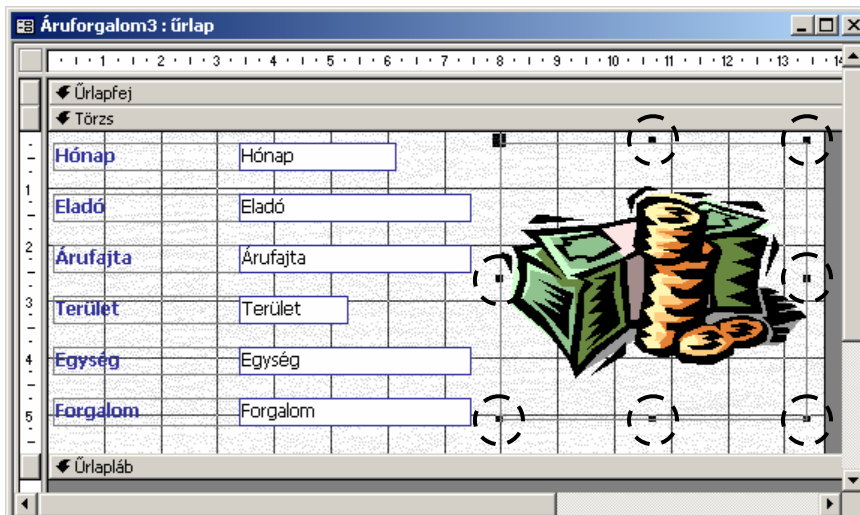 Áruforgalom3 : űrlap
1 2 3 4 5 6 7 8 9 10 11 12 13 14
Űrlapfej
Törzs
Hónap Hónap
1
Eladó Eladó
2
Árufajta Árufajta
3
Terület Terület
4
Egység Egység
5
Forgalom Forgalom
Űrlapláb